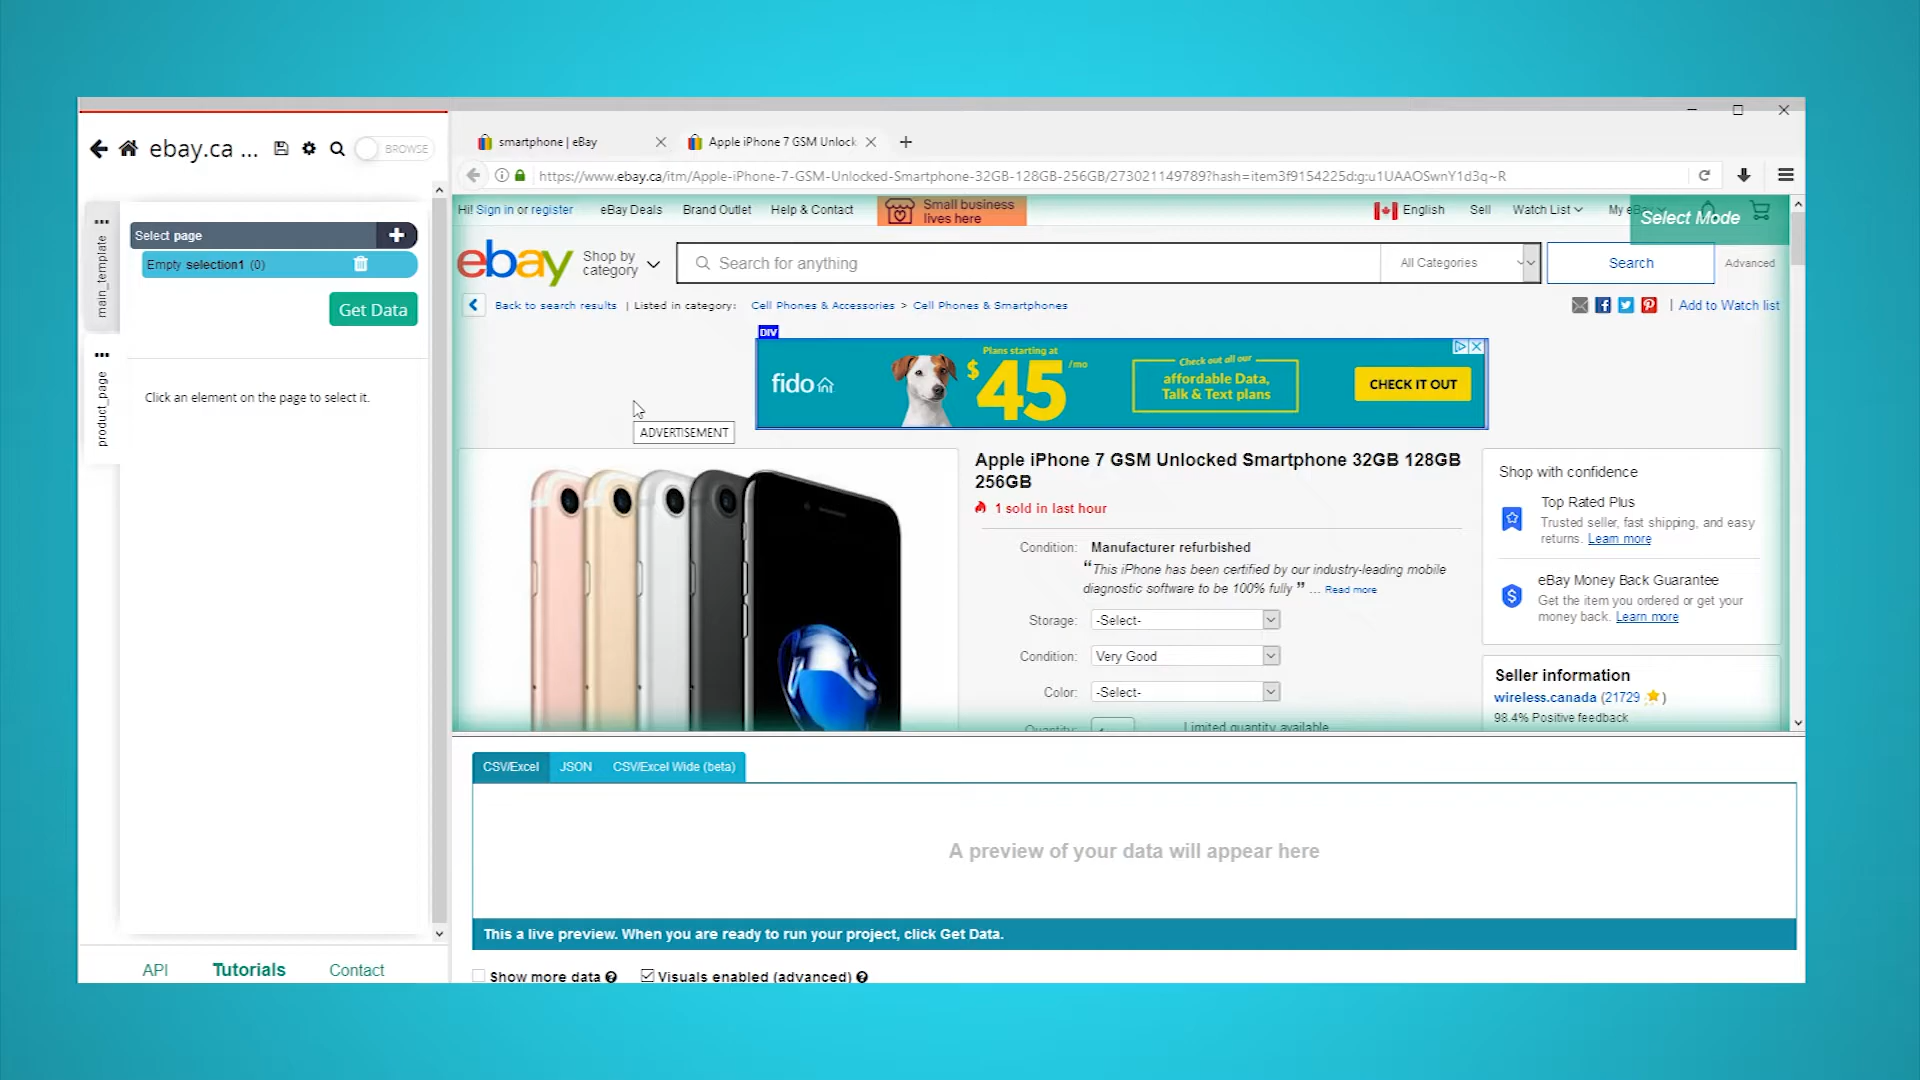 ebay.ca ...
BROWSE
main_template
product_page
Select page
Empty selection1 (0)
Get Data
Click an element on the page to select it.
API
Tutorials
Contact
smartphone | eBay
Apple iPhone 7 GSM Unlock
https://www.ebay.ca/itm/Apple-iPhone-7-GSM-Unlocked-Smartphone-32GB-128GB-256GB/273021149789?hash=item3f9154225d:g:u1UAAOSwnY1d3q~R
Hi! Sign in or register
eBay Deals
Brand Outlet
Help & Contact
Small business
lives here
English
Sell
Watch List
My eBay
Select Mode
ebay
Shop by
category
Search for anything
All Categories
Search
Advanced
Back to search results | Listed in category: Cell Phones & Accessories > Cell Phones & Smartphones
| Add to Watch list
DIV
fido
Plans starting at
$45/mo
Check out all our
affordable Data,
Talk & Text plans
CHECK IT OUT
ADVERTISEMENT
Apple iPhone 7 GSM Unlocked Smartphone 32GB 128GB
256GB
1 sold in last hour
Condition: Manufacturer refurbished
“This iPhone has been certified by our industry-leading mobile
diagnostic software to be 100% fully ” ... Read more
Storage: -Select-
Condition: Very Good
Color: -Select-
Quantity:
Limited quantity available
Shop with confidence
Top Rated Plus
Trusted seller, fast shipping, and easy
returns. Learn more
eBay Money Back Guarantee
Get the item you ordered or get your
money back. Learn more
Seller information
wireless.canada (21729 )
98.4% Positive feedback
CSV/Excel
JSON
CSV/Excel Wide (beta)
A preview of your data will appear here
This a live preview. When you are ready to run your project, click Get Data.
Show more data
Visuals enabled (advanced)